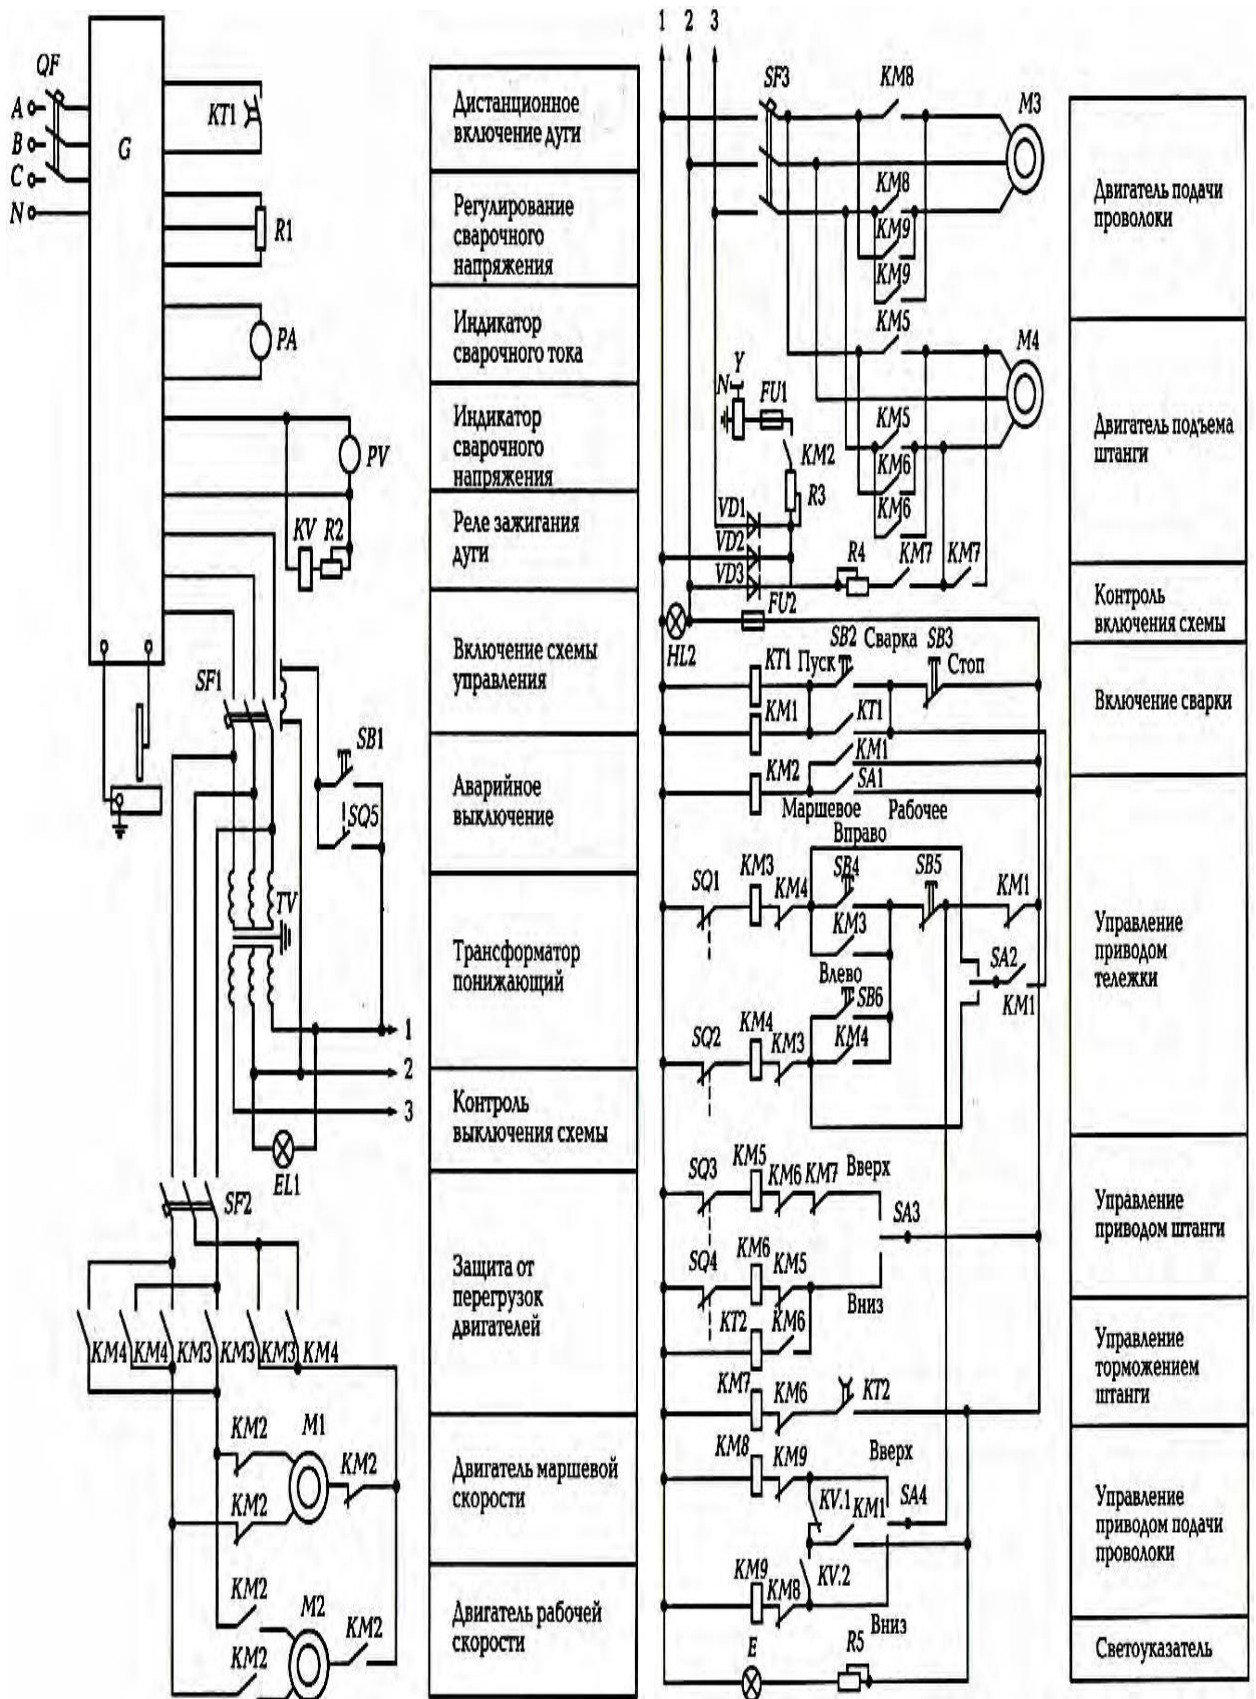 QF
A
B
C
N
G
KT1
R1
PA
PV
KV
R2
SF1
SB1
SQ5
TV
1
2
3
EL1
SF2
KM4
KM4
KM3
KM3
KM3
KM4
KM2
M1
KM2
KM2
KM2
M2
KM2
KM2
Дистанционное
включение дуги
Регулирование
сварочного
напряжения
Индикатор
сварочного тока
Индикатор
сварочного
напряжения
Реле зажигания
дуги
Включение схемы
управления
Аварийное
выключение
Трансформатор
понижающий
Контроль
выключения схемы
Защита от
перегрузок
двигателей
Двигатель маршевой
скорости
Двигатель рабочей
скорости
1
2
3
SF3
KM8
M3
KM8
KM9
KM9
KM5
M4
Y
N
FU1
KM5
KM2
KM6
R3
KM6
VD1
VD2
VD3
R4
KM7
KM7
FU2
HL2
KT1
Пуск
SB2
Сварка
SB3
Стоп
KM1
KT1
KM1
KM2
SA1
Маршевое
Рабочее
Вправо
SQ1
KM3
KM4
SB4
SB5
KM1
KM3
Влево
SA2
KM1
SB6
SQ2
KM4
KM3
KM4
SQ3
KM5
KM6
KM7
Вверх
SA3
SQ4
KM6
KM5
Вниз
KT2
KM6
KM7
KM6
KT2
KM8
KM9
Вверх
KV.1
KM1
SA4
KM9
KM8
KV.2
Вниз
E
R5
Двигатель подачи
проволоки
Двигатель подъема
штанги
Контроль
включения схемы
Включение сварки
Управление
приводом
тележки
Управление
приводом штанги
Управление
торможением
штанги
Управление
приводом подачи
проволоки
Светоуказатель